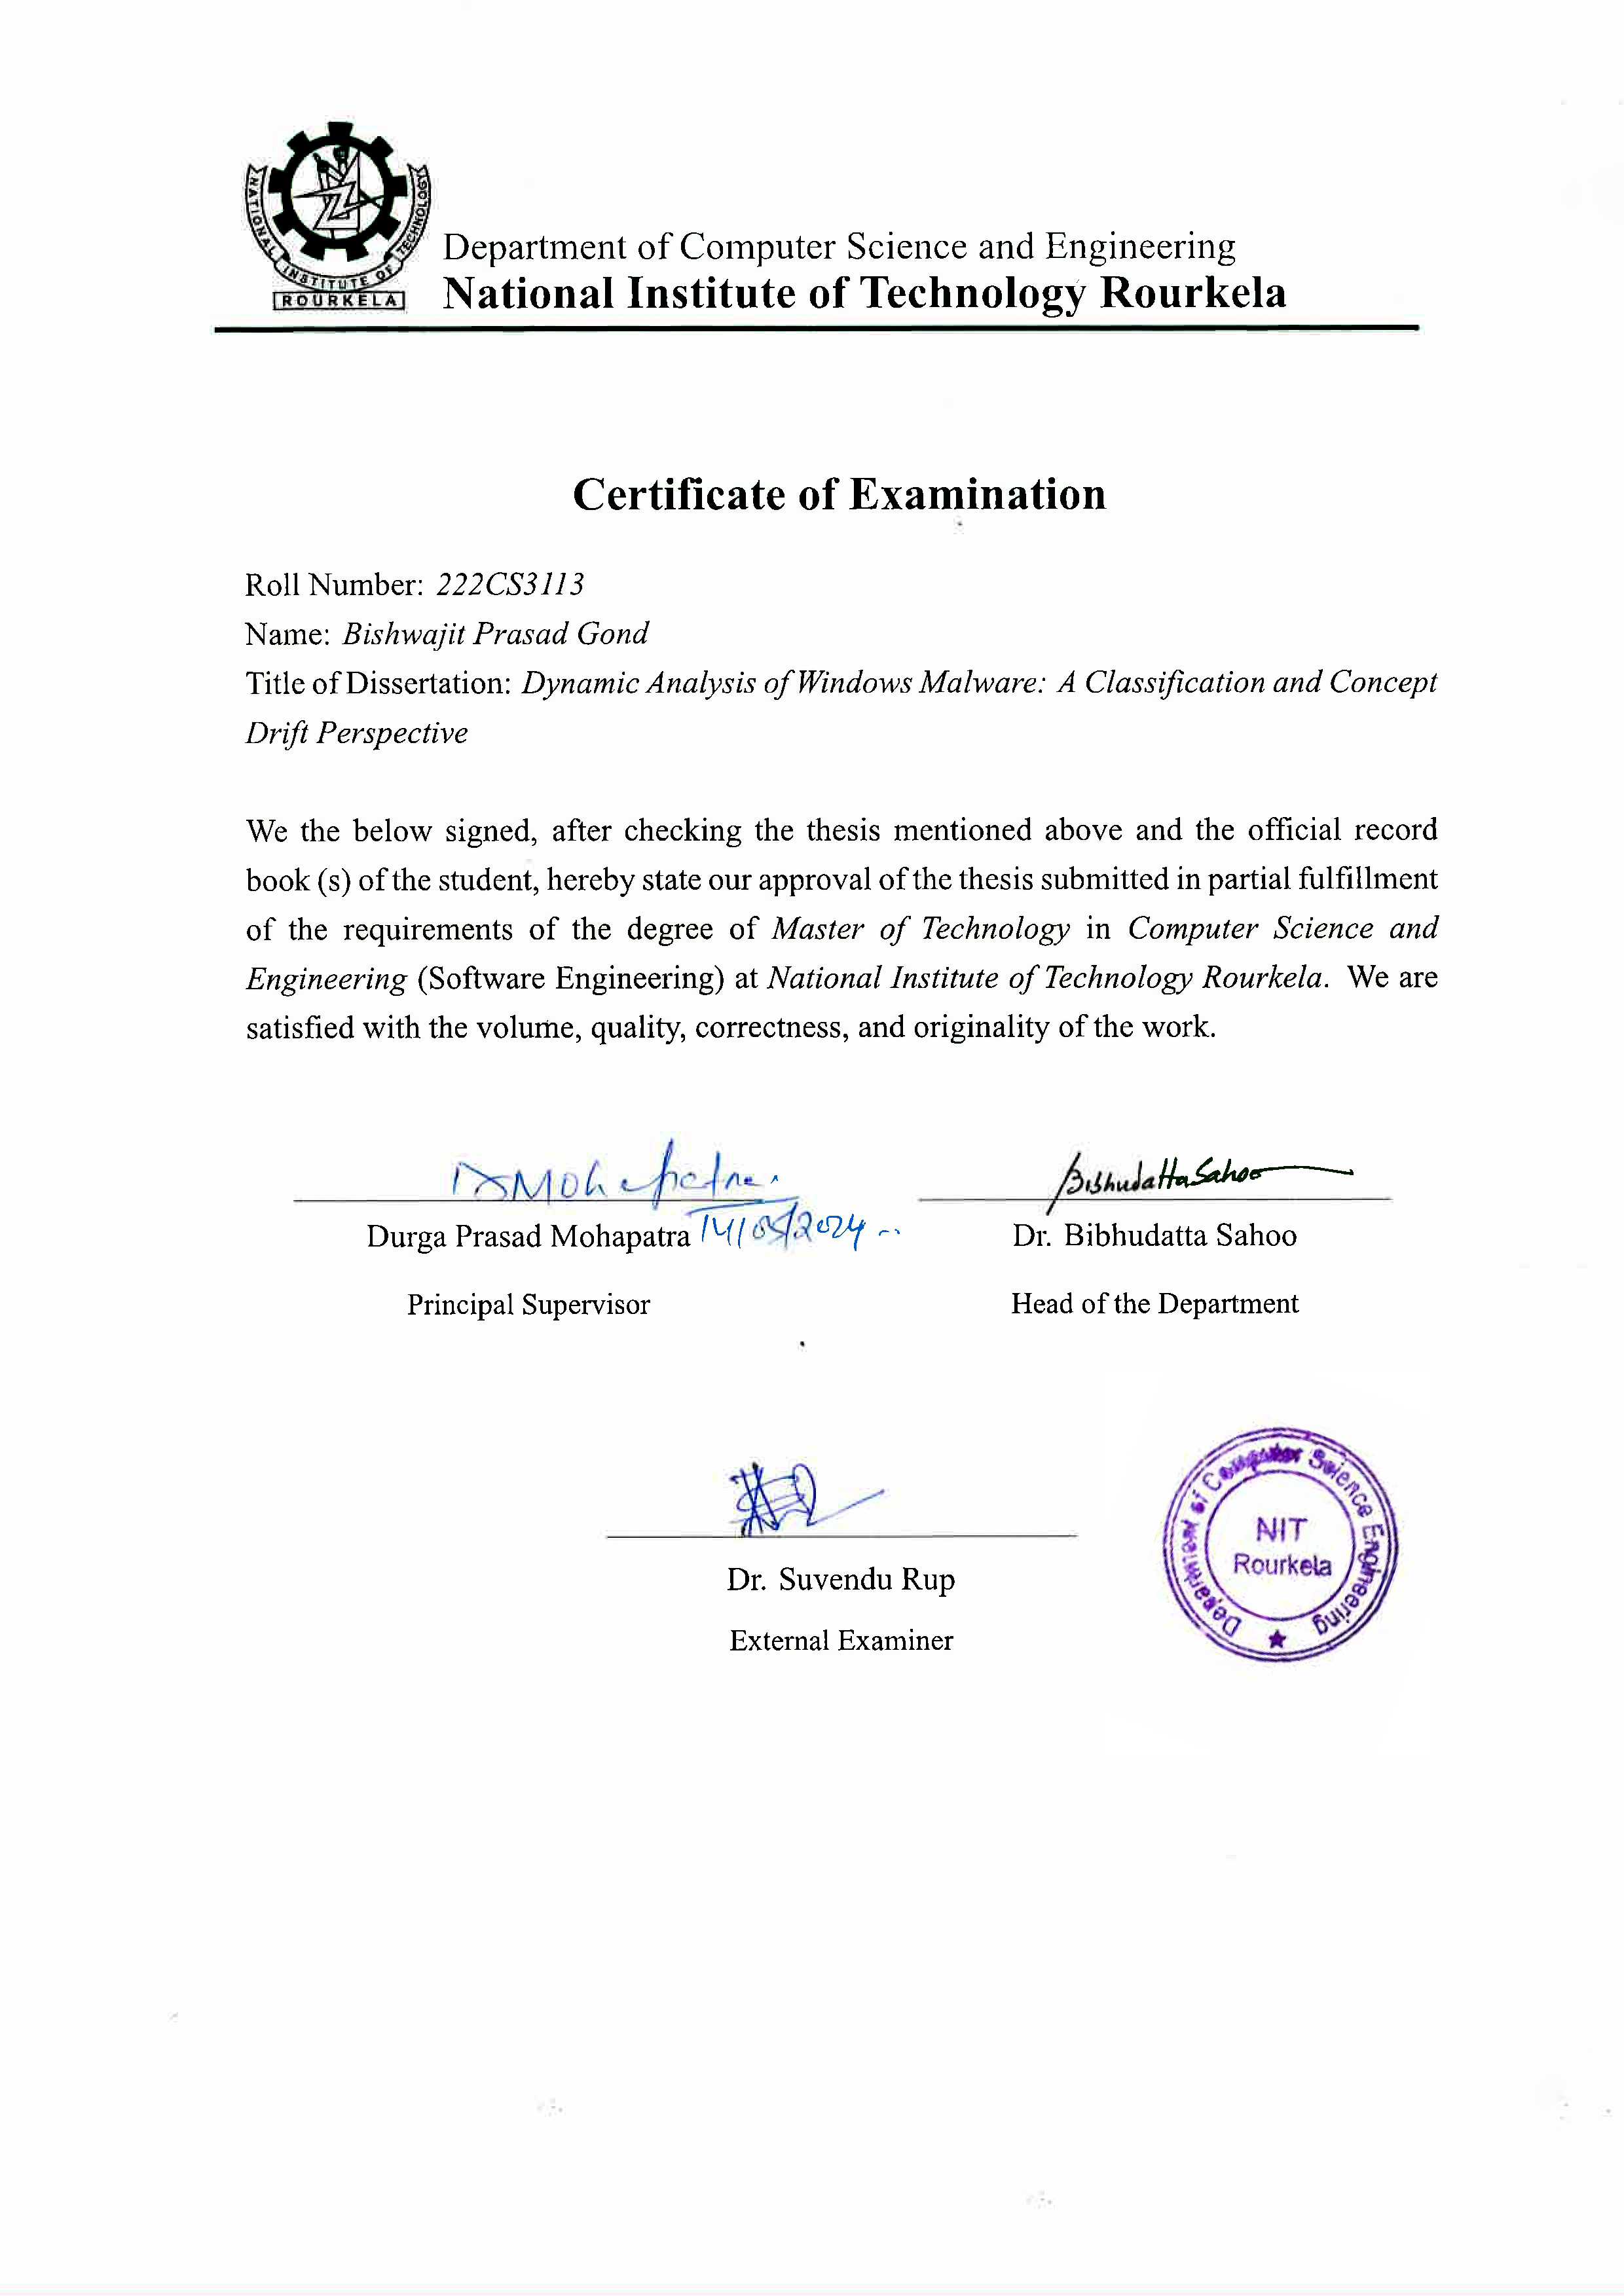 NATIONAL INSTITUTE OF TECHNOLOGY
ROURKELA
Department of Computer Science and Engineering
National Institute of Technology Rourkela
Certificate of Examination
Roll Number: 222CS3113
Name: Bishwajit Prasad Gond
Title of Dissertation: Dynamic Analysis of Windows Malware: A Classification and Concept
Drift Perspective
We the below signed, after checking the thesis mentioned above and the official record
book (s) of the student, hereby state our approval of the thesis submitted in partial fulfillment
of the requirements of the degree of Master of Technology in Computer Science and
Engineering (Software Engineering) at National Institute of Technology Rourkela. We are
satisfied with the volume, quality, correctness, and originality of the work.
DMohapatra
Bibhudatta Sahoo
Durga Prasad Mohapatra 14/05/2024
Dr. Bibhudatta Sahoo
Principal Supervisor
Head of the Department
Dr. Suvendu Rup
External Examiner
Department of Computer Science Engineering
NIT
Rourkela